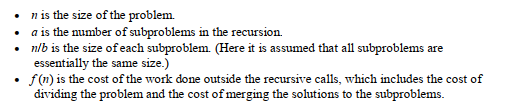 • n is the size of the problem.
• a is the number of subproblems in the recursion.
• n/b is the size of each subproblem. (Here it is assumed that all subproblems are
essentially the same size.)
• f (n) is the cost of the work done outside the recursive calls, which includes the cost of
dividing the problem and the cost of merging the solutions to the subproblems.